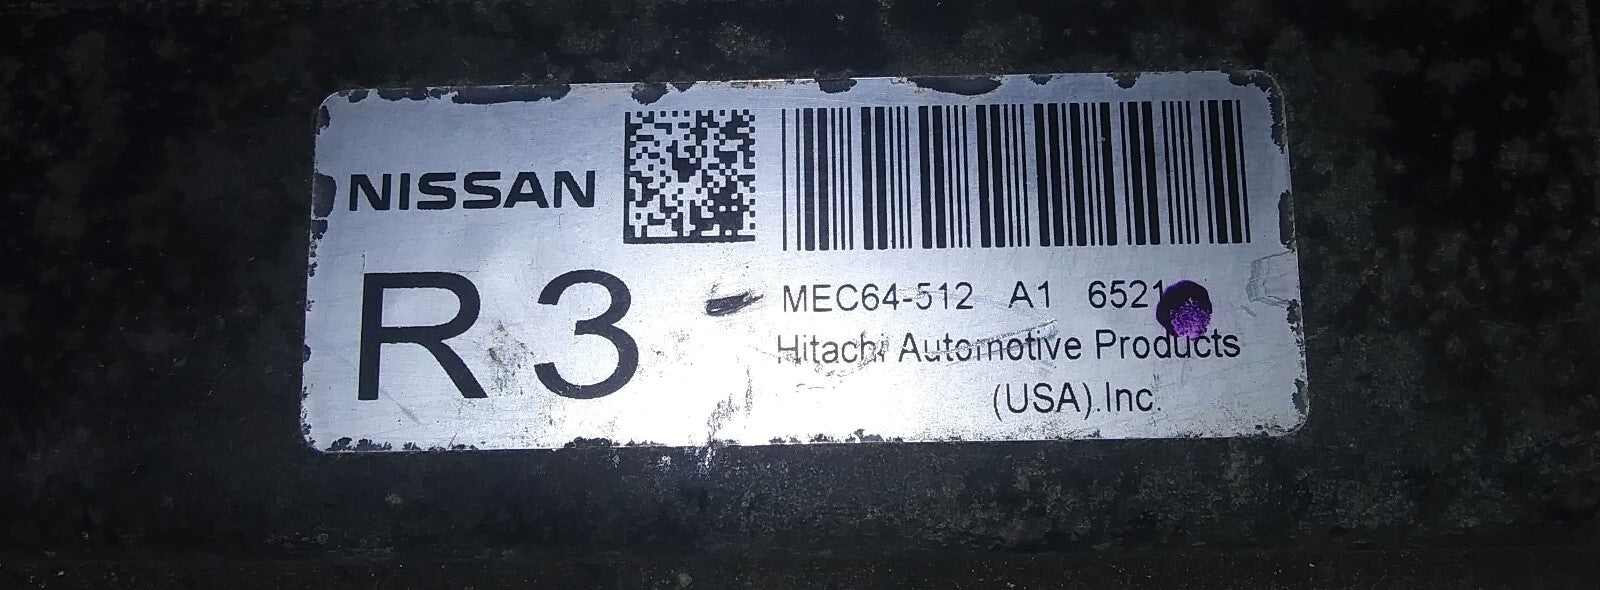 NISSAN
R3
MEC64-512 A1 6521
Hitachi Automotive Products
(USA).Inc.